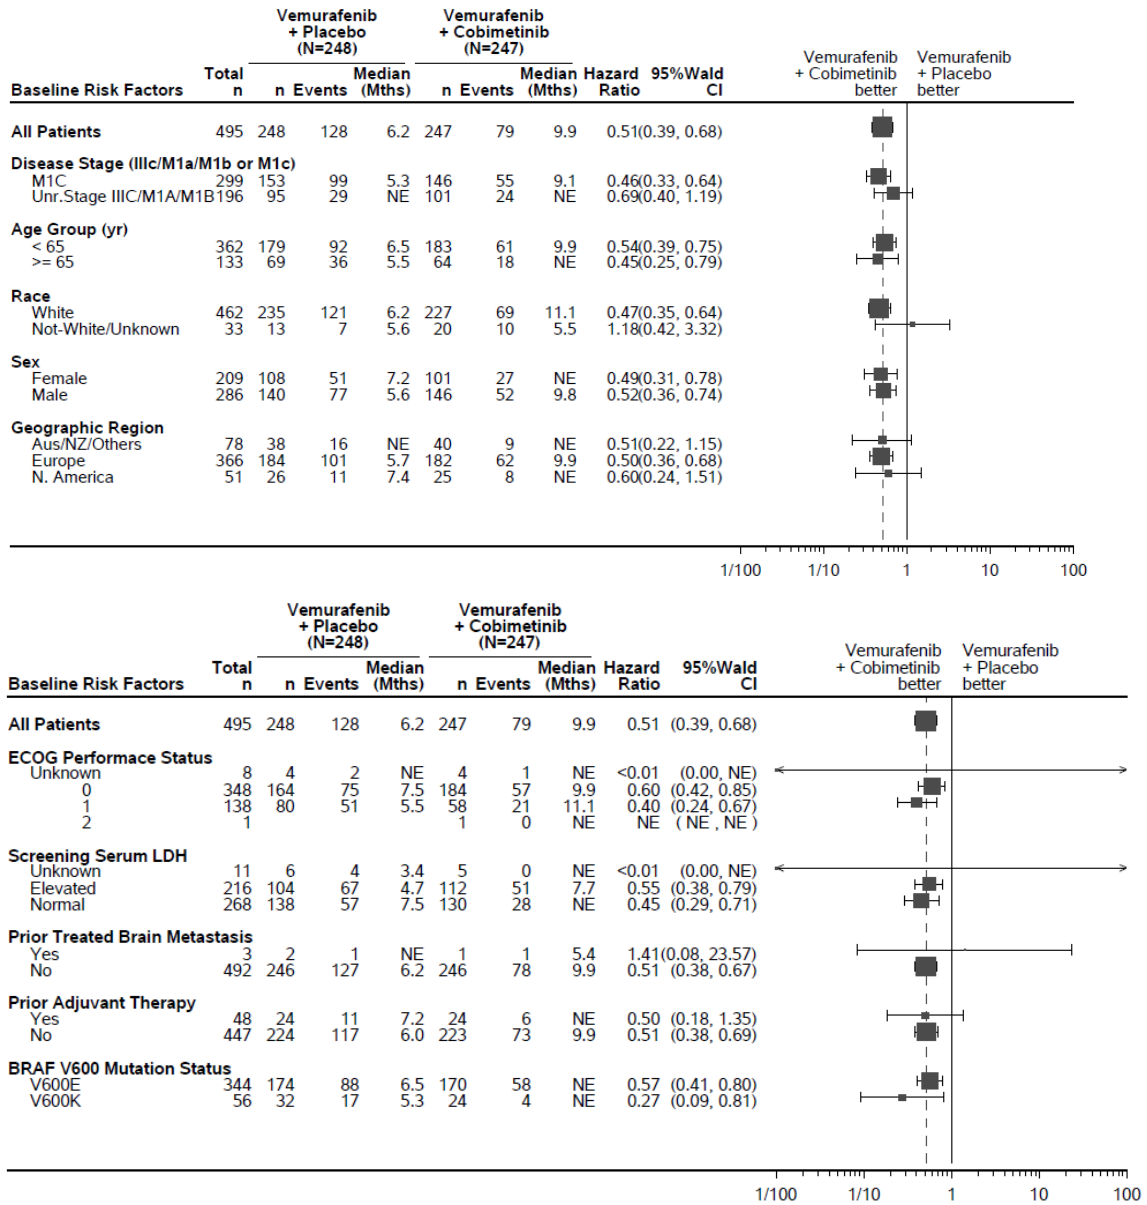 Vemurafenib Vemurafenib
+ Placebo + Cobimetinib
(N=248) (N=247)
Vemurafenib Vemurafenib
Total Median Median Hazard 95%Wald + Cobimetinib + Placebo
Baseline Risk Factors n n Events (Mths) n Events (Mths) Ratio CI better better
All Patients 495 248 128 6.2 247 79 9.9 0.51(0.39, 0.68)
Disease Stage (IIIc/M1a/M1b or M1c)
M1C 299 153 99 5.3 146 55 9.1 0.46(0.33, 0.64)
Unr.Stage IIIC/M1A/M1B196 95 29 NE 101 24 NE 0.69(0.40, 1.19)
Age Group (yr)
< 65 362 179 92 6.5 183 61 9.9 0.54(0.39, 0.75)
>= 65 133 69 36 5.5 64 18 NE 0.45(0.25, 0.79)
Race
White 462 235 121 6.2 227 69 11.1 0.47(0.35, 0.64)
Not-White/Unknown 33 13 7 5.6 20 10 5.5 1.18(0.42, 3.32)
Sex
Female 209 108 51 7.2 101 27 NE 0.49(0.31, 0.78)
Male 286 140 77 5.6 146 52 9.8 0.52(0.36, 0.74)
Geographic Region
Aus/NZ/Others 78 38 16 NE 40 9 NE 0.51(0.22, 1.15)
Europe 366 184 101 5.7 182 62 9.9 0.50(0.36, 0.68)
N. America 51 26 11 7.4 25 8 NE 0.60(0.24, 1.51)
1/100 1/10 1 10 100
Vemurafenib Vemurafenib
+ Placebo + Cobimetinib
(N=248) (N=247)
Vemurafenib Vemurafenib
Total Median Median Hazard 95%Wald + Cobimetinib + Placebo
Baseline Risk Factors n n Events (Mths) n Events (Mths) Ratio CI better better
All Patients 495 248 128 6.2 247 79 9.9 0.51 (0.39, 0.68)
ECOG Performace Status
Unknown 8 4 2 NE 4 1 NE <0.01 (0.00, NE)
0 348 164 75 7.5 184 57 9.9 0.60 (0.42, 0.85)
1 138 80 51 5.5 58 21 11.1 0.40 (0.24, 0.67)
2 1 1 0 NE NE ( NE , NE )
Screening Serum LDH
Unknown 11 6 4 3.4 5 0 NE <0.01 (0.00, NE)
Elevated 216 104 67 4.7 112 51 7.7 0.55 (0.38, 0.79)
Normal 268 138 57 7.5 130 28 NE 0.45 (0.29, 0.71)
Prior Treated Brain Metastasis
Yes 3 2 1 NE 1 1 5.4 1.41(0.08, 23.57)
No 492 246 127 6.2 246 78 9.9 0.51 (0.38, 0.67)
Prior Adjuvant Therapy
Yes 48 24 11 7.2 24 6 NE 0.50 (0.18, 1.35)
No 447 224 117 6.0 223 73 9.9 0.51 (0.38, 0.69)
BRAF V600 Mutation Status
V600E 344 174 88 6.5 170 58 NE 0.57 (0.41, 0.80)
V600K 56 32 17 5.3 24 4 NE 0.27 (0.09, 0.81)
1/100 1/10 1 10 100